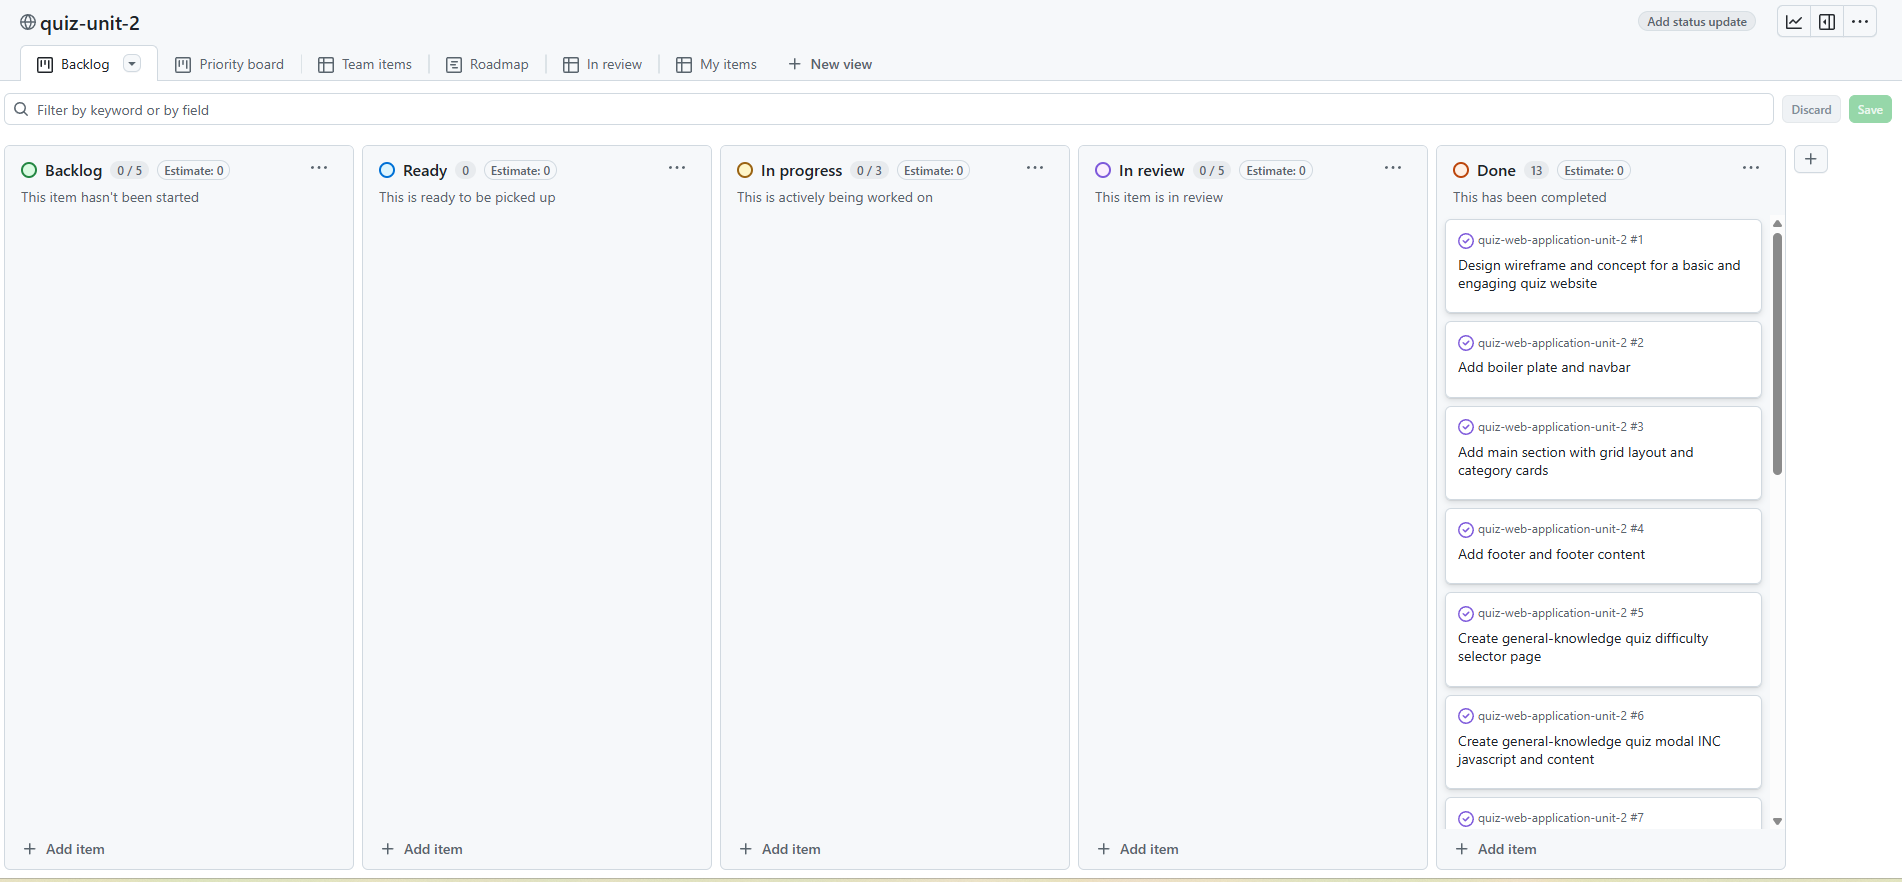 quiz-unit-2
Add status update
Backlog
Priority board
Team items
Roadmap
In review
My items
New view
Filter by keyword or by field
Discard
Save
Backlog 0 / 5 Estimate: 0
This item hasn't been started
Add item
Ready 0 Estimate: 0
This is ready to be picked up
Add item
In progress 0 / 3 Estimate: 0
This is actively being worked on
Add item
In review 0 / 5 Estimate: 0
This item is in review
Add item
Done 13 Estimate: 0
This has been completed
quiz-web-application-unit-2 #1
Design wireframe and concept for a basic and
engaging quiz website
quiz-web-application-unit-2 #2
Add boiler plate and navbar
quiz-web-application-unit-2 #3
Add main section with grid layout and
category cards
quiz-web-application-unit-2 #4
Add footer and footer content
quiz-web-application-unit-2 #5
Create general-knowledge quiz difficulty
selector page
quiz-web-application-unit-2 #6
Create general-knowledge quiz modal INC
javascript and content
quiz-web-application-unit-2 #7
Add item